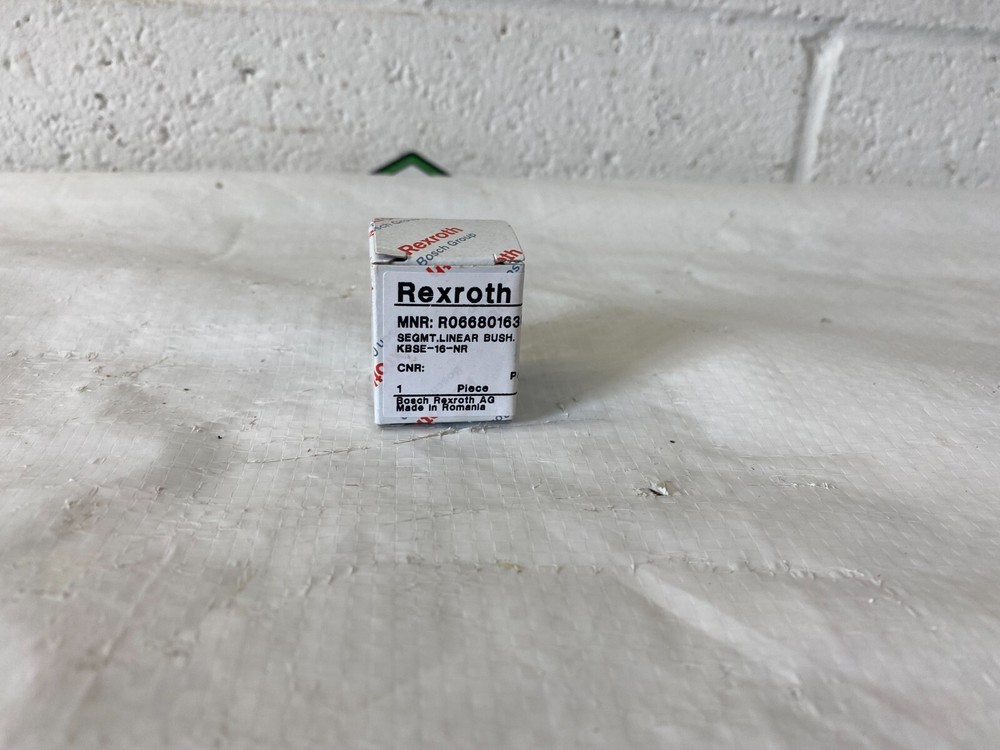 Rexroth
Bosch Group
Rexroth
MNR: R06680163
SEGMT.LINEAR BUSH.
KBSE-16-NR
CNR:
P
1 Piece
Bosch Rexroth AG
Made in Romania